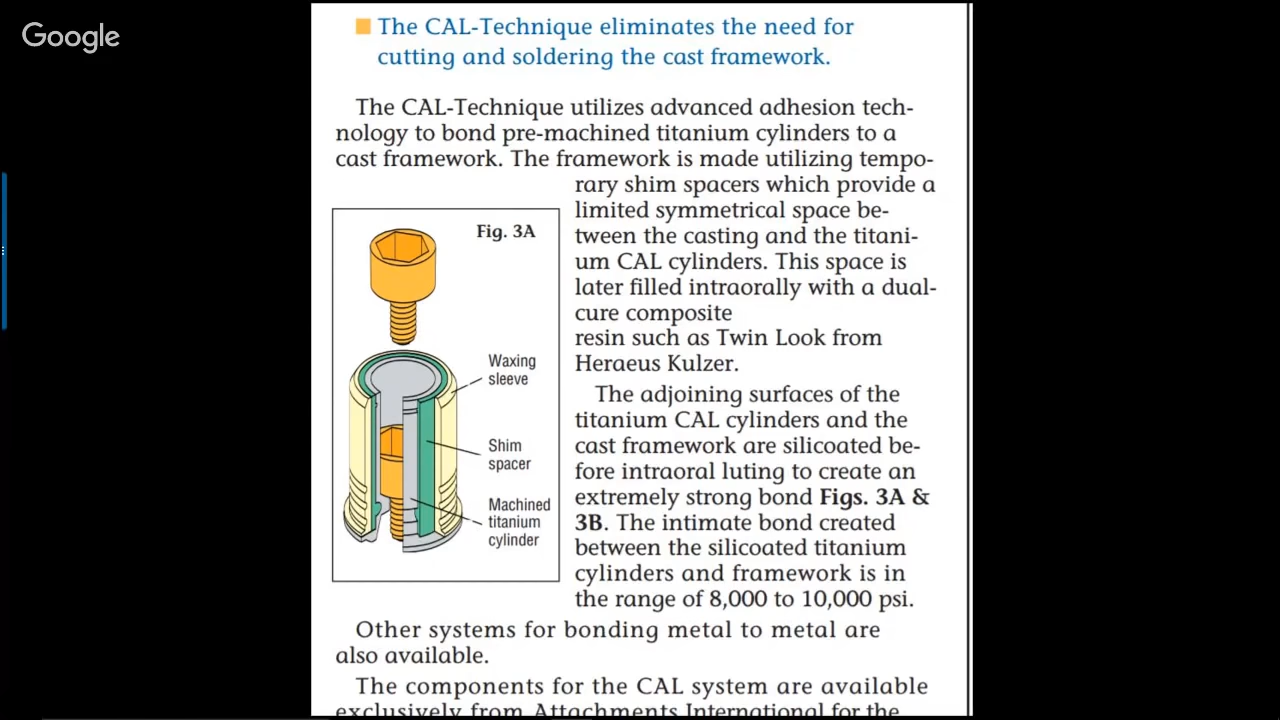 Google
The CAL-Technique eliminates the need for
cutting and soldering the cast framework.
The CAL-Technique utilizes advanced adhesion tech-
nology to bond pre-machined titanium cylinders to a
cast framework. The framework is made utilizing tempo-
rary shim spacers which provide a
limited symmetrical space be-
tween the casting and the titani-
um CAL cylinders. This space is
later filled intraorally with a dual-
cure composite
resin such as Twin Look from
Heraeus Kulzer.
The adjoining surfaces of the
titanium CAL cylinders and the
cast framework are silicoated be-
fore intraoral luting to create an
extremely strong bond Figs. 3A &
3B. The intimate bond created
between the silicoated titanium
cylinders and framework is in
the range of 8,000 to 10,000 psi.
Fig. 3A
Waxing
sleeve
Shim
spacer
Machined
titanium
cylinder
Other systems for bonding metal to metal are
also available.
The components for the CAL system are available
exclusively from Attachments International for the